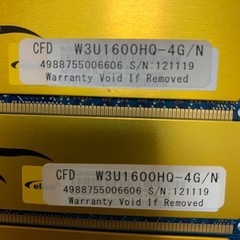 CFD W3U1600HQ-4G/N
4988755006606 S/N:121119
Warranty Void If Removed
CFD W3U1600HQ-4G/N
4988755006606 S/N:121119
Warranty Void If Removed